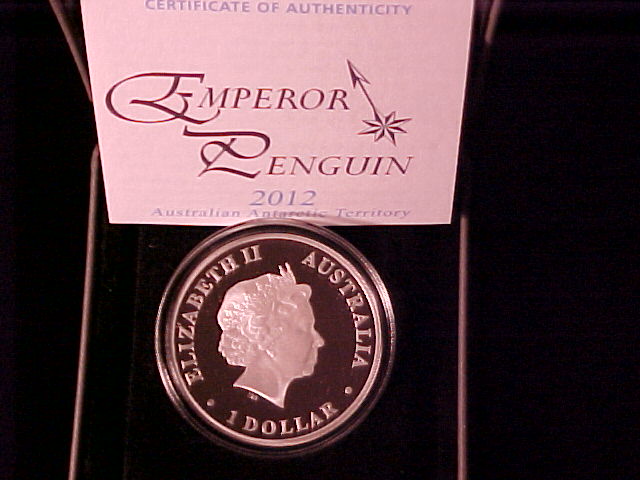 CERTIFICATE OF AUTHENTICITY
EMPEROR
PENGUIN
2012
Australian Antarctic Territory
ELIZABETH II AUSTRALIA
1 DOLLAR